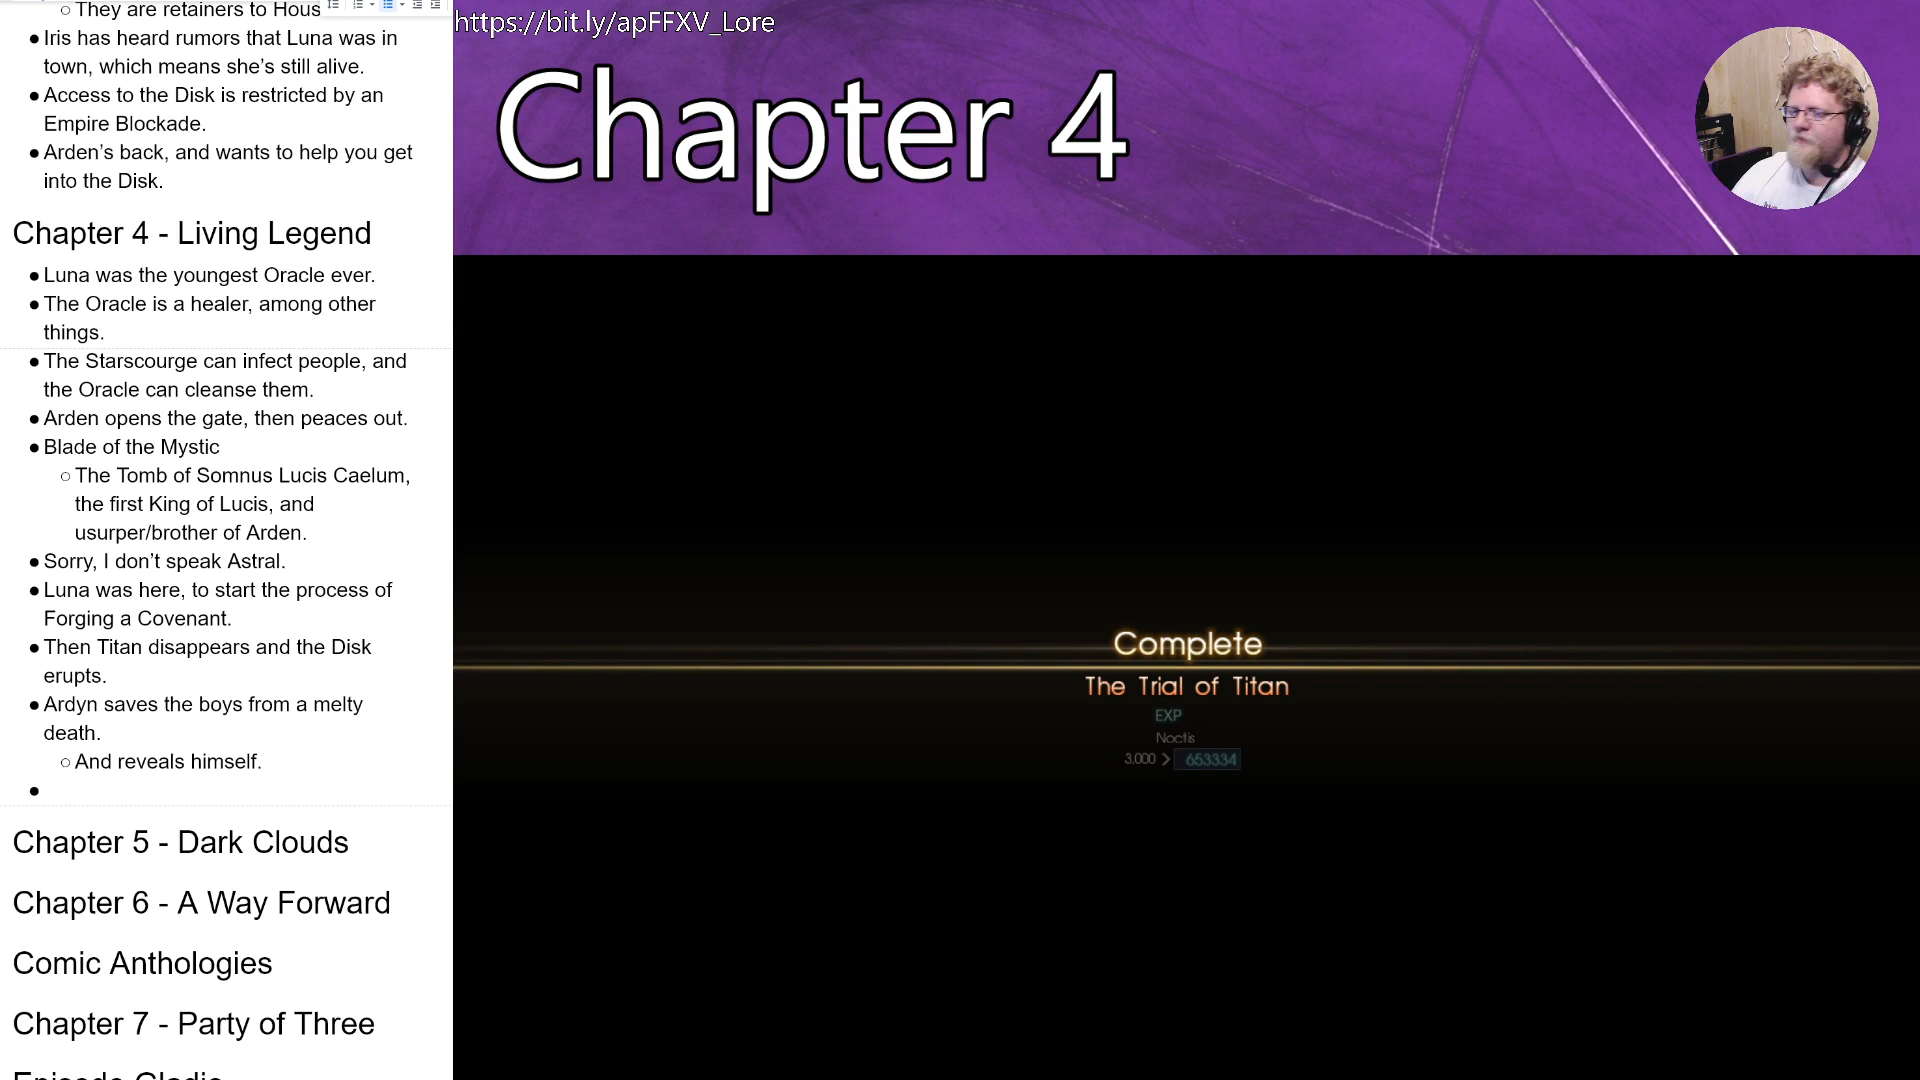 They are retainers to Hous
● Iris has heard rumors that Luna was in
town, which means she’s still alive.
● Access to the Disk is restricted by an
Empire Blockade.
● Arden’s back, and wants to help you get
into the Disk.
Chapter 4 - Living Legend
● Luna was the youngest Oracle ever.
● The Oracle is a healer, among other
things.
● The Starscourge can infect people, and
the Oracle can cleanse them.
● Arden opens the gate, then peaces out.
● Blade of the Mystic
○ The Tomb of Somnus Lucis Caelum,
the first King of Lucis, and
usurper/brother of Arden.
● Sorry, I don’t speak Astral.
● Luna was here, to start the process of
Forging a Covenant.
● Then Titan disappears and the Disk
erupts.
● Ardyn saves the boys from a melty
death.
○ And reveals himself.
Chapter 5 - Dark Clouds
Chapter 6 - A Way Forward
Comic Anthologies
Chapter 7 - Party of Three
Episode Gladio
https://bit.ly/apFFXV_Lore
Chapter 4
Complete
The Trial of Titan
EXP
Noctis
3,000 > 653334